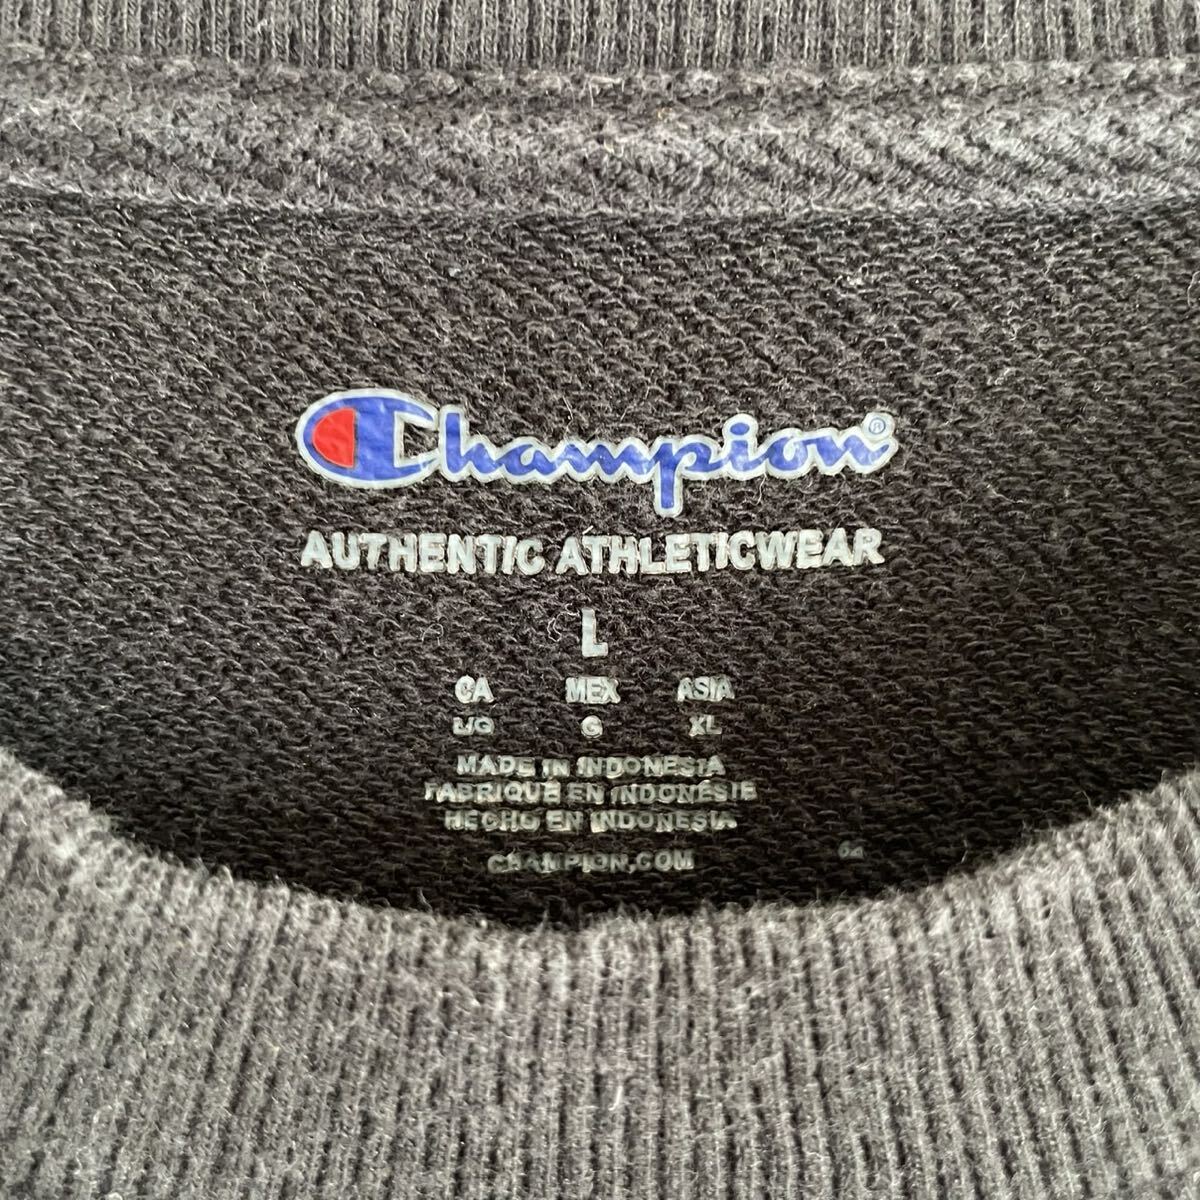 Champion®
AUTHENTIC ATHLETICWEAR
L
CA MEX ASIA
L/G G XL
MADE IN INDONESIA
FABRIQUE EN INDONÉSIE
HECHO EN INDONESIA
CHAMPION.COM